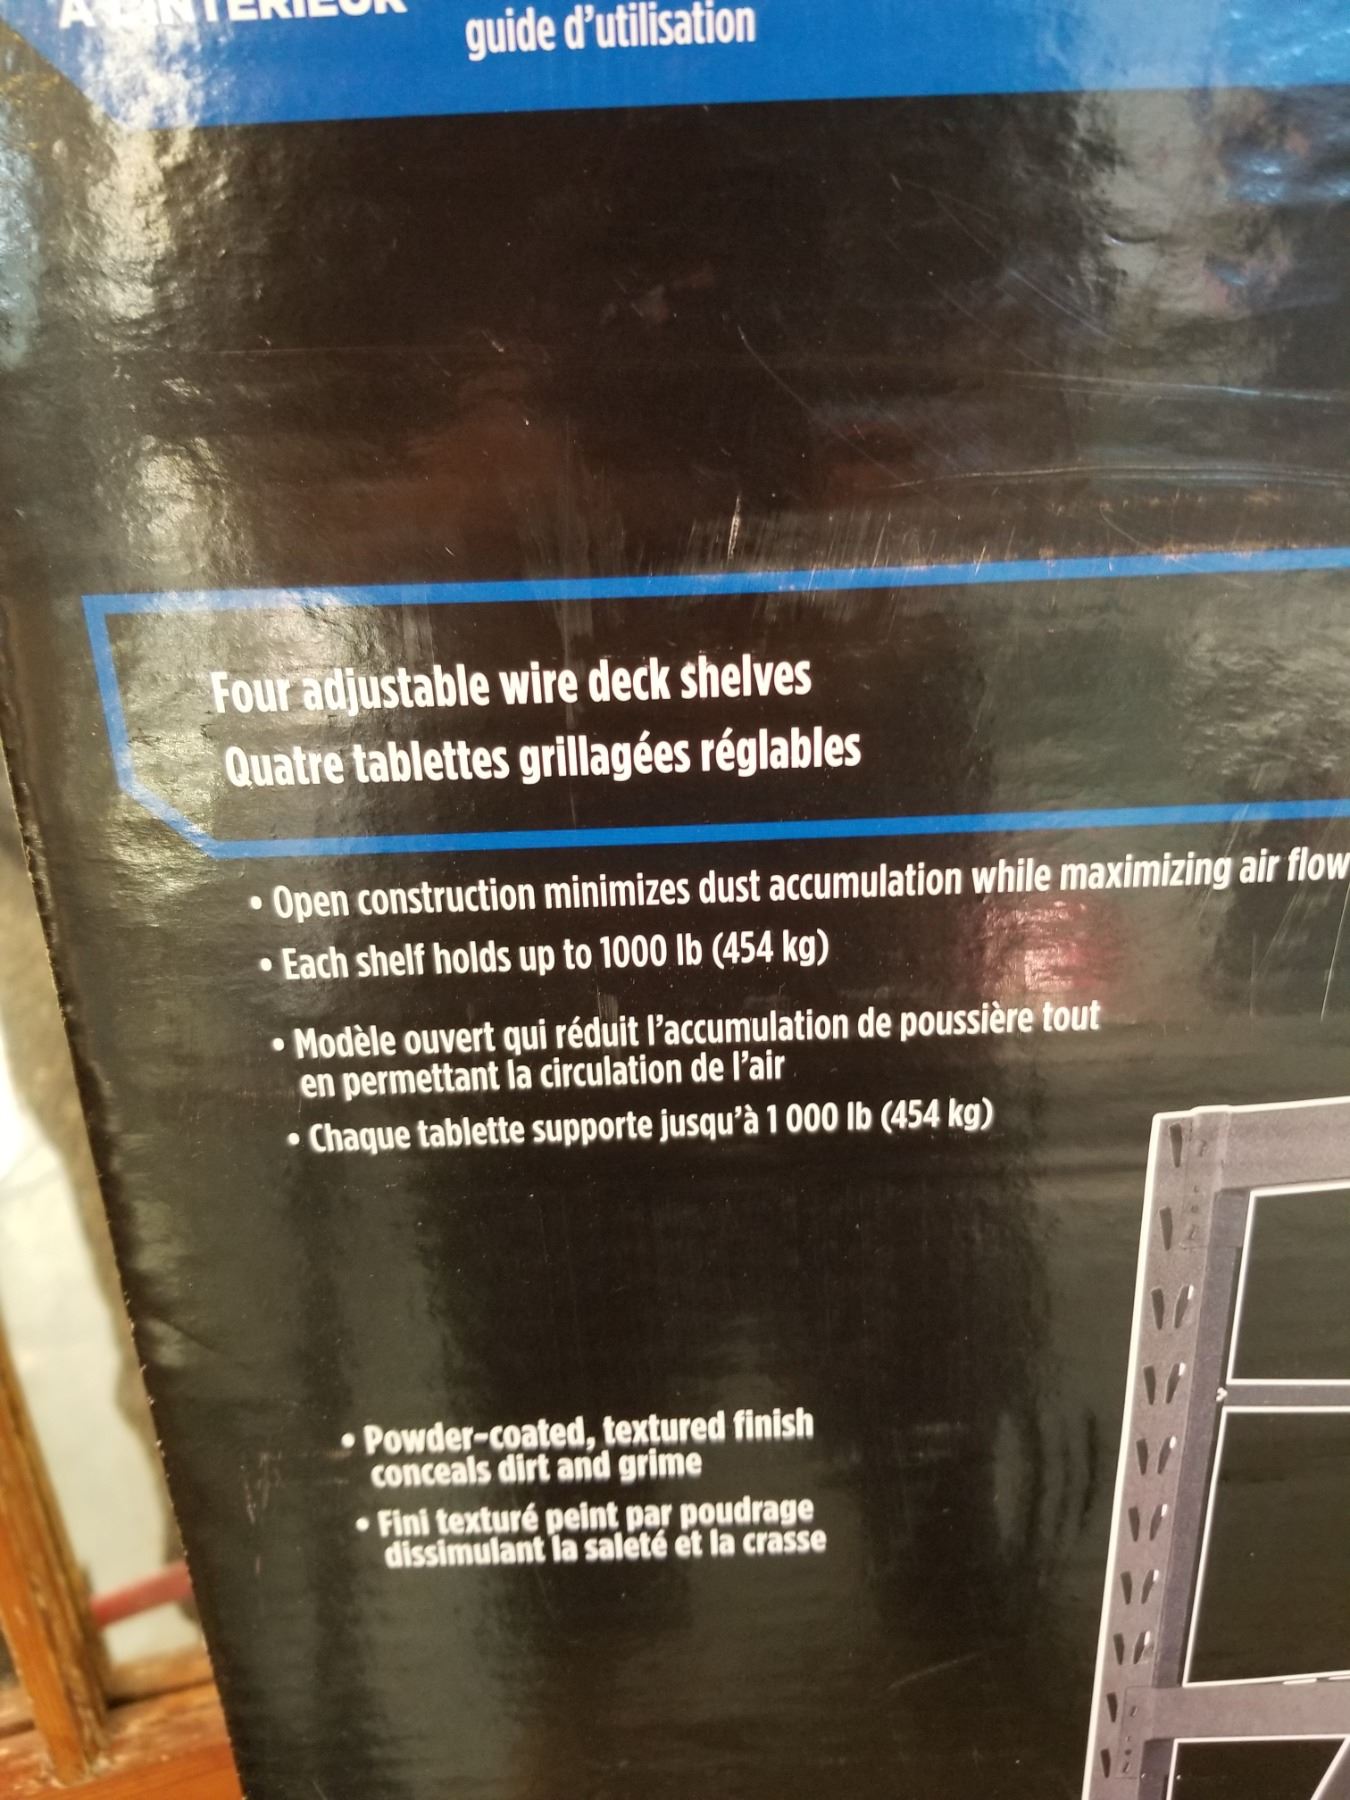 À L'INTÉRIEUR
guide d'utilisation
Four adjustable wire deck shelves
Quatre tablettes grillagées réglables
• Open construction minimizes dust accumulation while maximizing air flow
• Each shelf holds up to 1000 lb (454 kg)
• Modèle ouvert qui réduit l'accumulation de poussière tout
en permettant la circulation de l'air
• Chaque tablette supporte jusqu'à 1 000 lb (454 kg)
• Powder-coated, textured finish
conceals dirt and grime
• Fini texturé peint par poudrage
dissimulant la saleté et la crasse